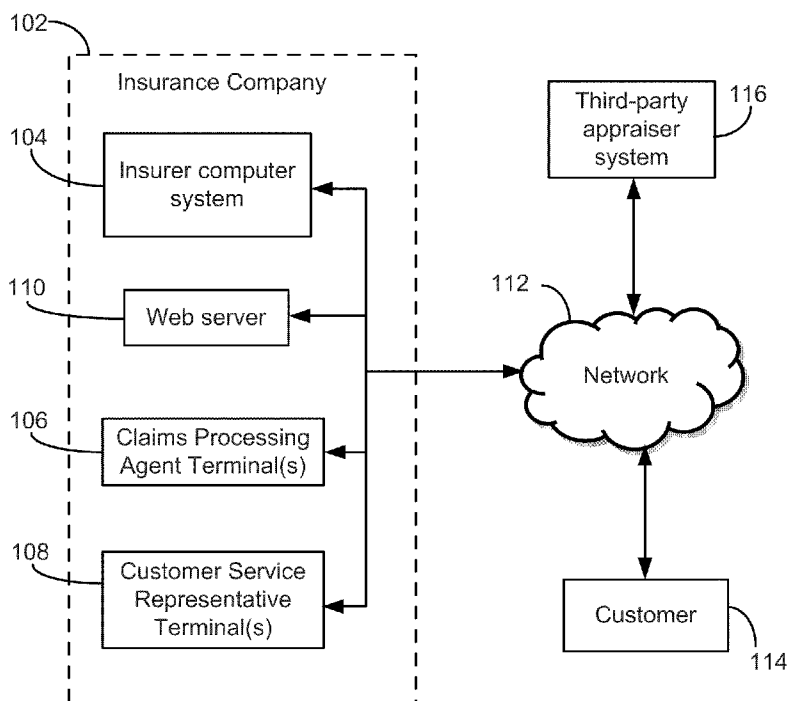 102
Insurance Company
104
Insurer computer
system
110
Web server
106
Claims Processing
Agent Terminal(s)
108
Customer Service
Representative
Terminal(s)
Third-party
appraiser
system
116
112
Network
Customer
114